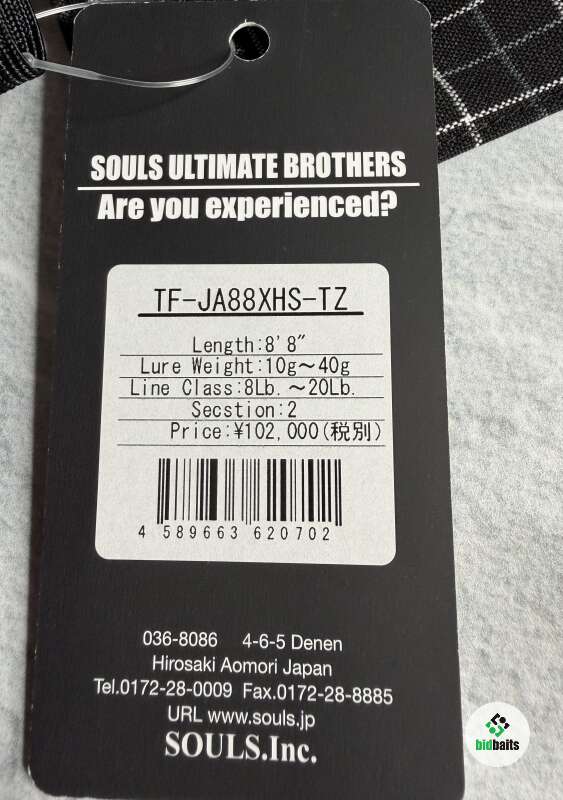 SOULS ULTIMATE BROTHERS
Are you experienced?
TF-JA88XHS-TZ
Length:8'8"
Lure Weight:10g～40g
Line Class:8Lb.～20Lb.
Secstion:2
Price:¥102,000(税別)
4 589663 620702
036-8086 4-6-5 Denen
Hirosaki Aomori Japan
Tel.0172-28-0009 Fax.0172-28-8885
URL www.souls.jp
SOULS.Inc.
bidbaits